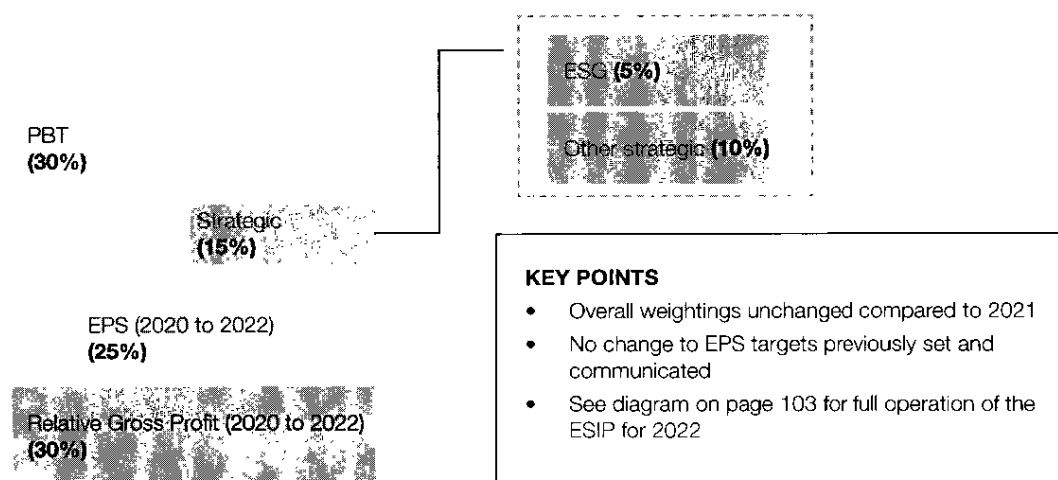 ESG (5%)
Other strategic (10%)
PBT
(30%)
Strategic
(15%)
EPS (2020 to 2022)
(25%)
Relative Gross Profit (2020 to 2022)
(30%)
KEY POINTS
• Overall weightings unchanged compared to 2021
• No change to EPS targets previously set and
communicated
• See diagram on page 103 for full operation of the
ESIP for 2022